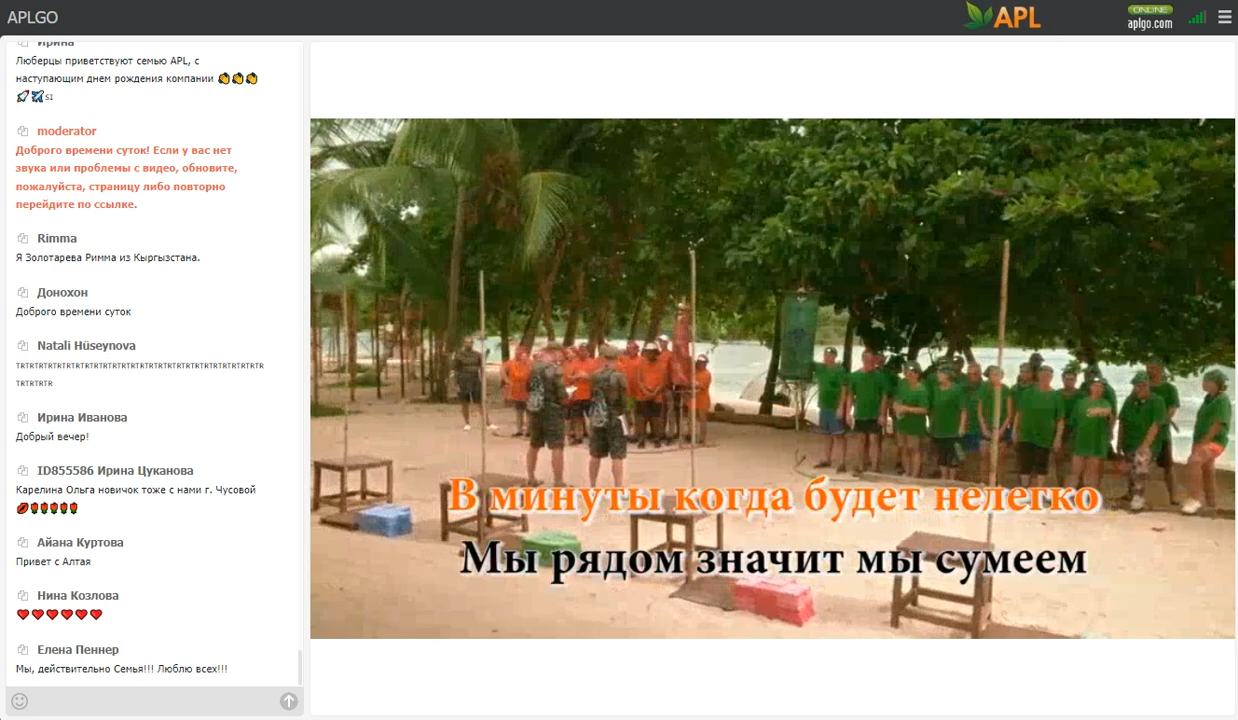 APLGO
APL
ONLINE
aplgo.com
Ирина
Люберцы приветствуют семью APL, с
наступающим днем рождения компании 👏👏👏
🚀✈️SI
moderator
Доброго времени суток! Если у вас нет
звука или проблемы с видео, обновите,
пожалуйста, страницу либо повторно
перейдите по ссылке.
Rimma
Я Золотарева Римма из Кыргызстана.
Донохон
Доброго времени суток
Natali Hüseynova
Ирина Иванова
Добрый вечер!
ID855586 Ирина Цуканова
Карелина Ольга новичок тоже с нами г. Чусовой
💋🌹🌹🌹🌹🌹
Айана Куртова
Привет с Алтая
Нина Козлова
❤❤❤❤❤❤
Елена Пеннер
Мы, действительно Семья!!! Люблю всех!!!
В минуты когда будет нелегко
Мы рядом значит мы сумеем